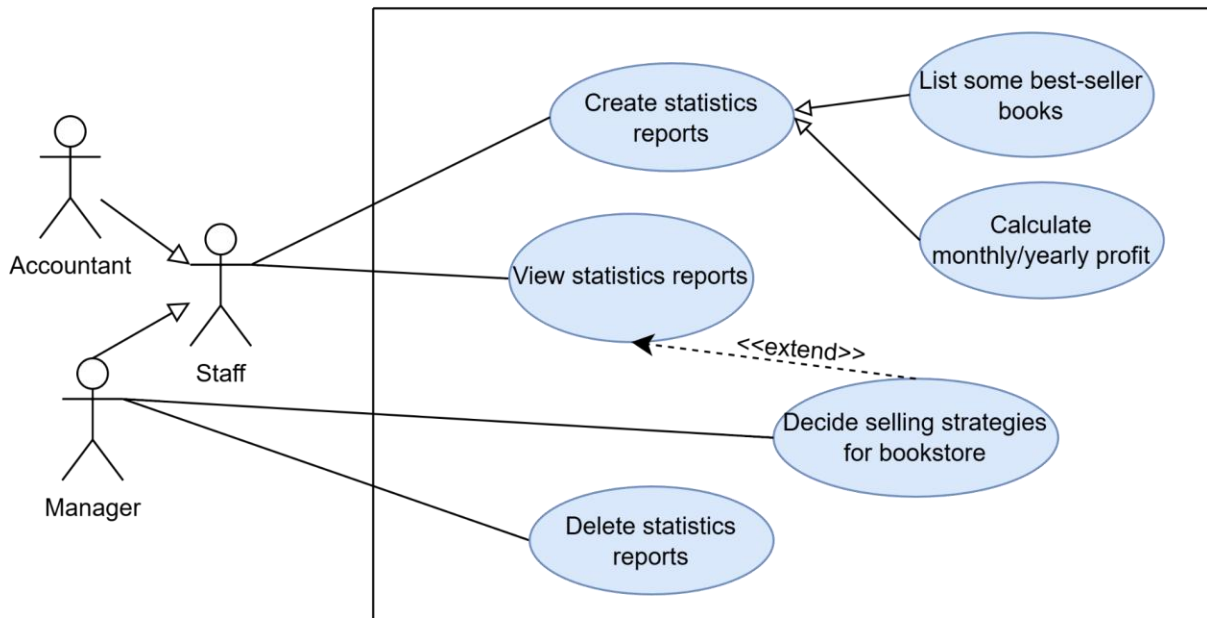 List some best-seller
books
Create statistics
reports
Accountant
Calculate
monthly/yearly profit
View statistics reports
<<extend>>
Staff
Decide selling strategies
for bookstore
Manager
Delete statistics
reports